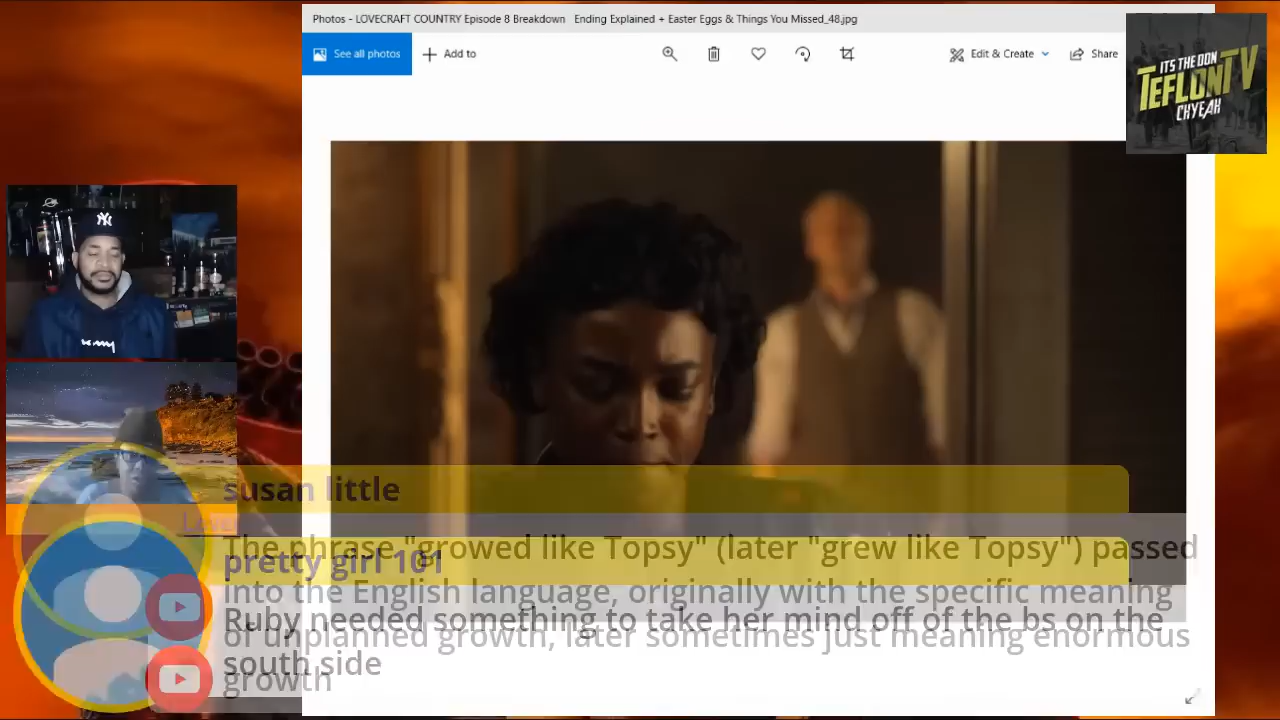 Photos - LOVECRAFT COUNTRY Episode 8 Breakdown   Ending Explained + Easter Eggs & Things You Missed_48.jpg
See all photos
Add to
Edit & Create
Share
IT'S THE DON
TEFLONTV
CHYEAH
NY
susan little
The phrase "growed like Topsy" (later "grew like Topsy") passed
into the English language, originally with the specific meaning
of unplanned growth, later sometimes just meaning enormous
growth
pretty girl 101
Ruby needed something to take her mind off of the bs on the
south side